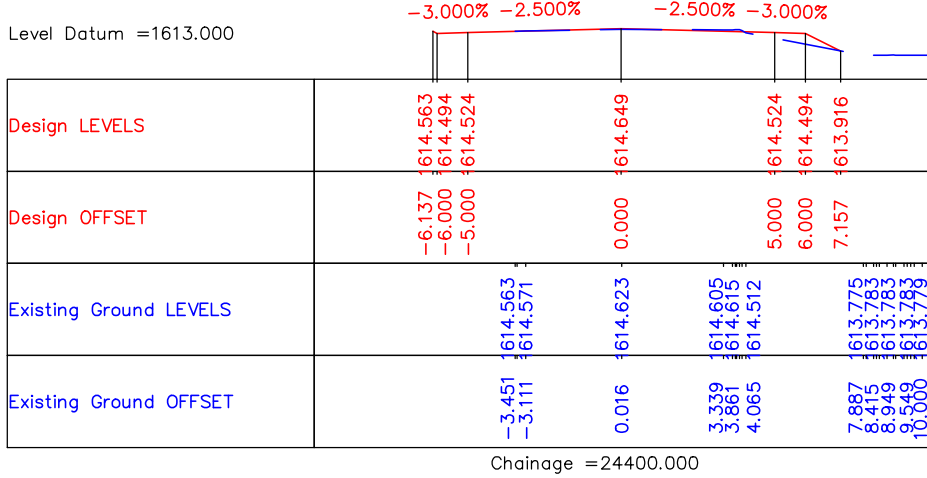 -3.000% -2.500% -2.500% -3.000%
Level Datum =1613.000
Design LEVELS 1614.563 1614.494 1614.524 1614.649 1614.524 1614.494 1613.916
Design OFFSET -6.137 -6.000 -5.000 0.000 5.000 6.000 7.157
Existing Ground LEVELS 1614.563 1614.571 1614.623 1614.605 1614.615 1614.512 1613.775 1613.783 1613.783 1613.783 1613.779
Existing Ground OFFSET -3.451 -3.111 0.016 3.339 3.861 4.065 7.887 8.415 8.949 9.549 10.000
Chainage =24400.000